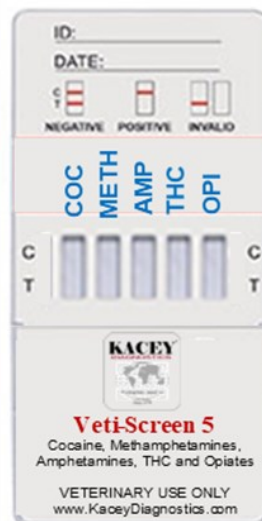 ID:
DATE:
C
T
NEGATIVE POSITIVE INVALID
COC METH AMP THC OPI
C C
T T
KACEY
DIAGNOSTICS
Veti-Screen 5
Cocaine, Methamphetamines,
Amphetamines, THC and Opiates
VETERINARY USE ONLY
www.KaceyDiagnostics.com